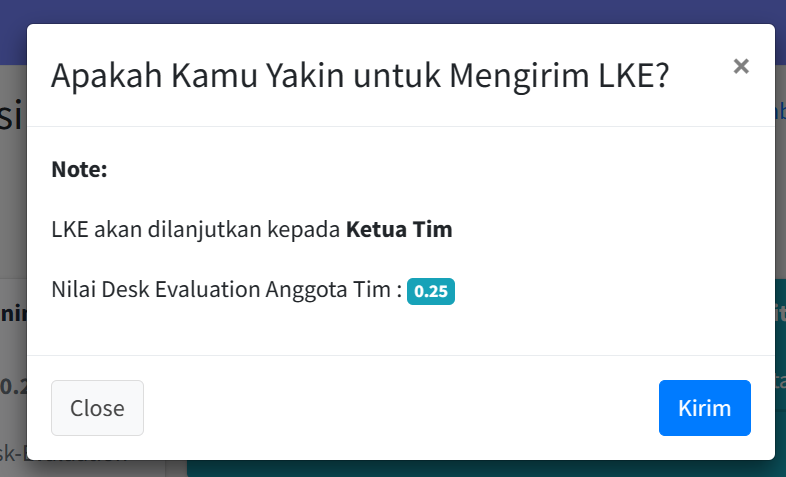 Apakah Kamu Yakin untuk Mengirim LKE?
×
si
Note:
LKE akan dilanjutkan kepada Ketua Tim
Nilai Desk Evaluation Anggota Tim : 0.25
Close
Kirim